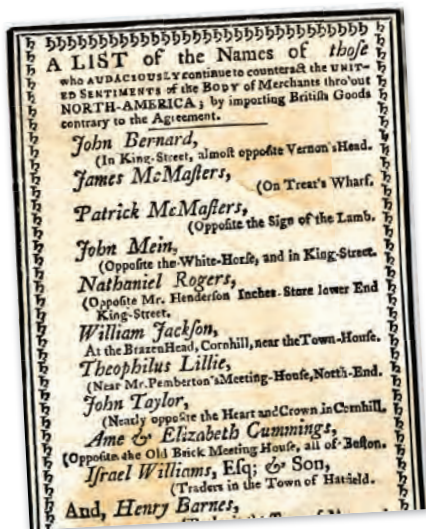 A LIST of the Names of thoſe
who AUDACIOUSLY continue to counteract the UNIT-
ED SENTIMENTS of the BODY of Merchants thro'out
NORTH-AMERICA; by importing Britiſh Goods
contrary to the Agreement.
John Bernard,
(In King-Street, almoſt oppoſite Vernon's Head.
James McMaſters,
(On Treat's Wharf.
Patrick McMaſters,
(Oppoſite the Sign of the Lamb.
John Mein,
(Oppoſite the White-Horſe, and in King-Street.
Nathaniel Rogers,
(Oppoſite Mr. Henderſon Inches Store lower End
King-Street.
William Jackſon,
At the Brazen Head, Cornhill, near the Town-Houſe.
Theophilus Lillie,
(Near Mr. Pemberton's Meeting-Houſe, North-End.
John Taylor,
(Nearly oppoſite the Heart and Crown in Cornhill.
Ame & Elizabeth Cummings,
(Oppoſite the Old Brick Meeting Houſe, all of Boſton.
Iſrael Williams, Eſq; & Son,
(Traders in the Town of Hatfield.
And, Henry Barnes,